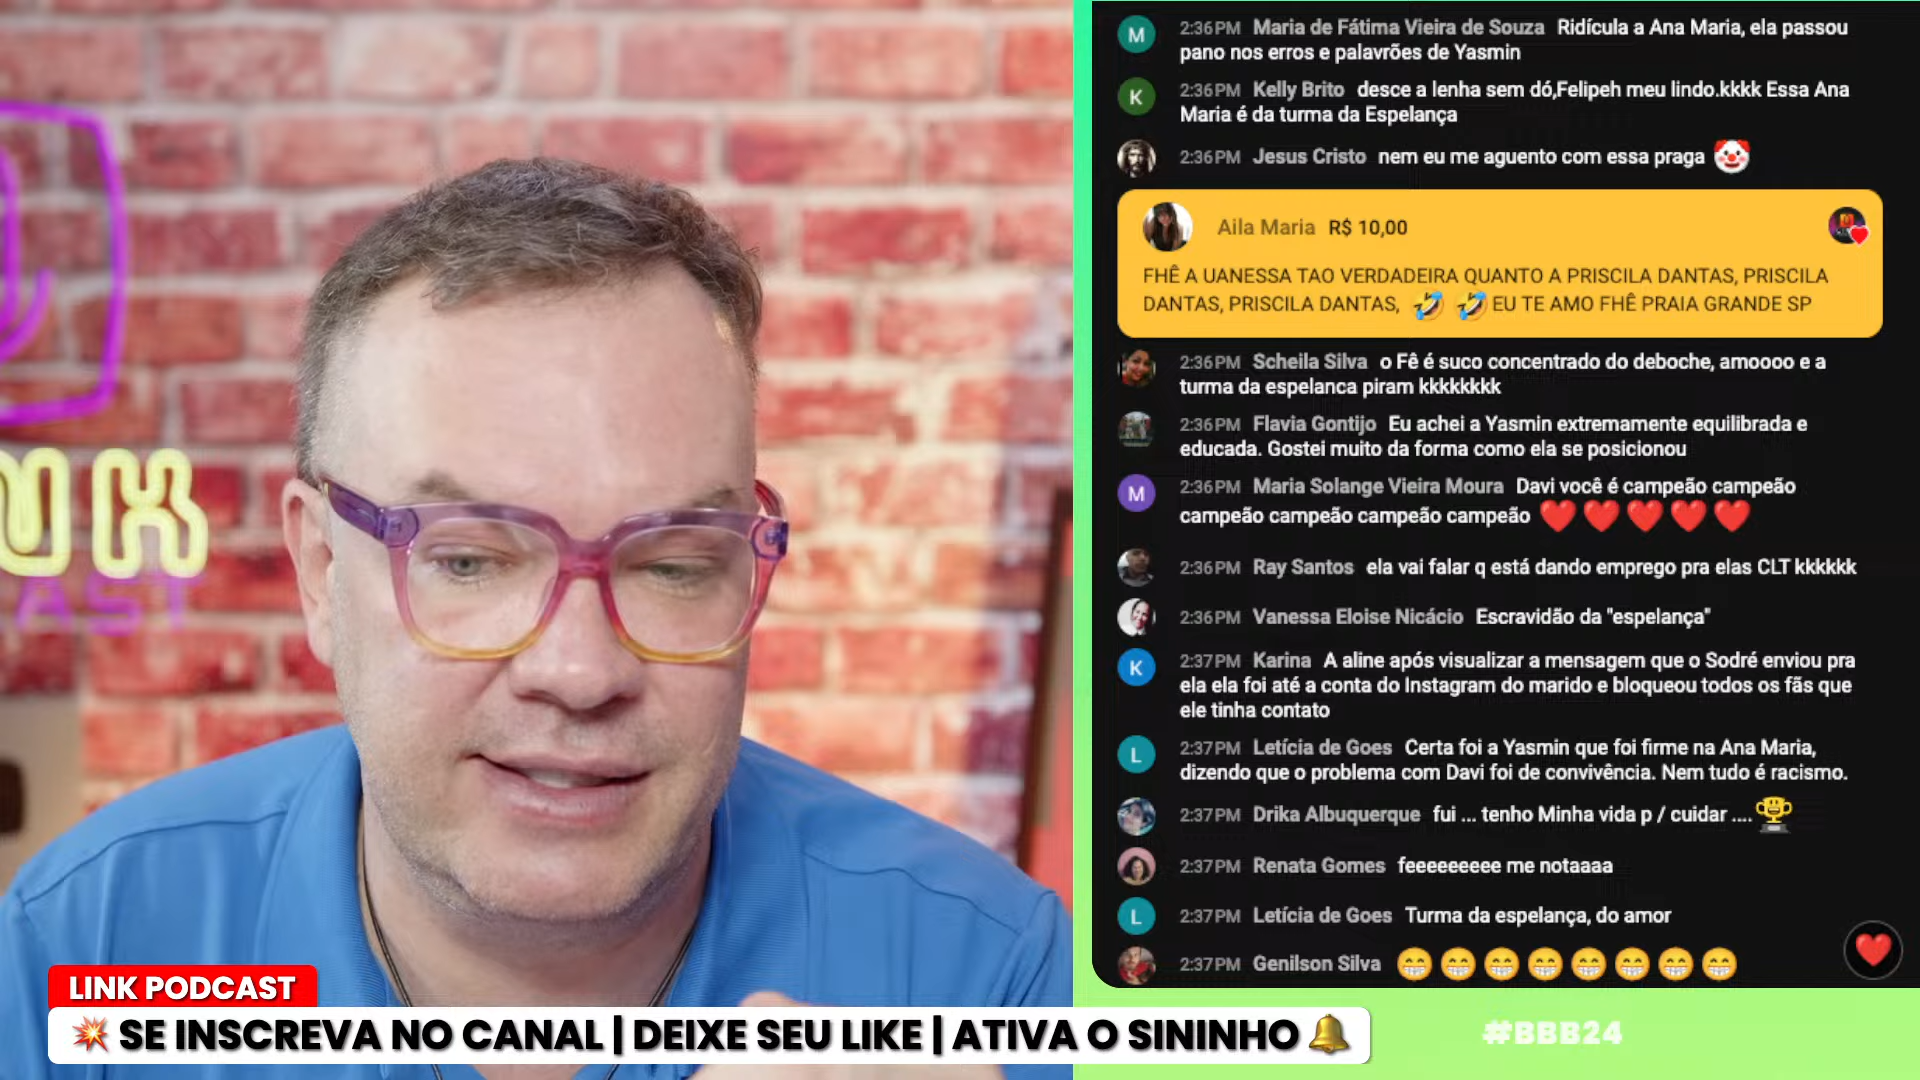 2:36PM Maria de Fátima Vieira de Souza Ridícula a Ana Maria, ela passou
pano nos erros e palavrões de Yasmin
2:36PM Kelly Brito desce a lenha sem dó,Felipeh meu lindo.kkkk Essa Ana
Maria é da turma da Espelança
2:36PM Jesus Cristo nem eu me aguento com essa praga 🤡
Aila Maria R$ 10,00
FHÊ A UANESSA TAO VERDADEIRA QUANTO A PRISCILA DANTAS, PRISCILA
DANTAS, PRISCILA DANTAS, 🤣 🤣 EU TE AMO FHÊ PRAIA GRANDE SP
2:36PM Scheila Silva o Fê é suco concentrado do deboche, amoooo e a
turma da espelanca piram kkkkkkkk
2:36PM Flavia Gontijo Eu achei a Yasmin extremamente equilibrada e
educada. Gostei muito da forma como ela se posicionou
2:36PM Maria Solange Vieira Moura Davi você é campeão campeão
campeão campeão campeão campeão ❤️❤️❤️❤️❤️
2:36PM Ray Santos ela vai falar q está dando emprego pra elas CLT kkkkkk
2:36PM Vanessa Eloise Nicácio Escravidão da "espelança"
2:37PM Karina A aline após visualizar a mensagem que o Sodré enviou pra
ela ela foi até a conta do Instagram do marido e bloqueou todos os fãs que
ele tinha contato
2:37PM Letícia de Goes Certa foi a Yasmin que foi firme na Ana Maria,
dizendo que o problema com Davi foi de convivência. Nem tudo é racismo.
2:37PM Drika Albuquerque fui ... tenho Minha vida p / cuidar ....🏆
2:37PM Renata Gomes feeeeeeeee me notaaaa
2:37PM Letícia de Goes Turma da espelança, do amor
2:37PM Genilson Silva 😁😁😁😁😁😁😁😁
LINK PODCAST
💥 SE INSCREVA NO CANAL | DEIXE SEU LIKE | ATIVA O SININHO 🔔
#BBB24